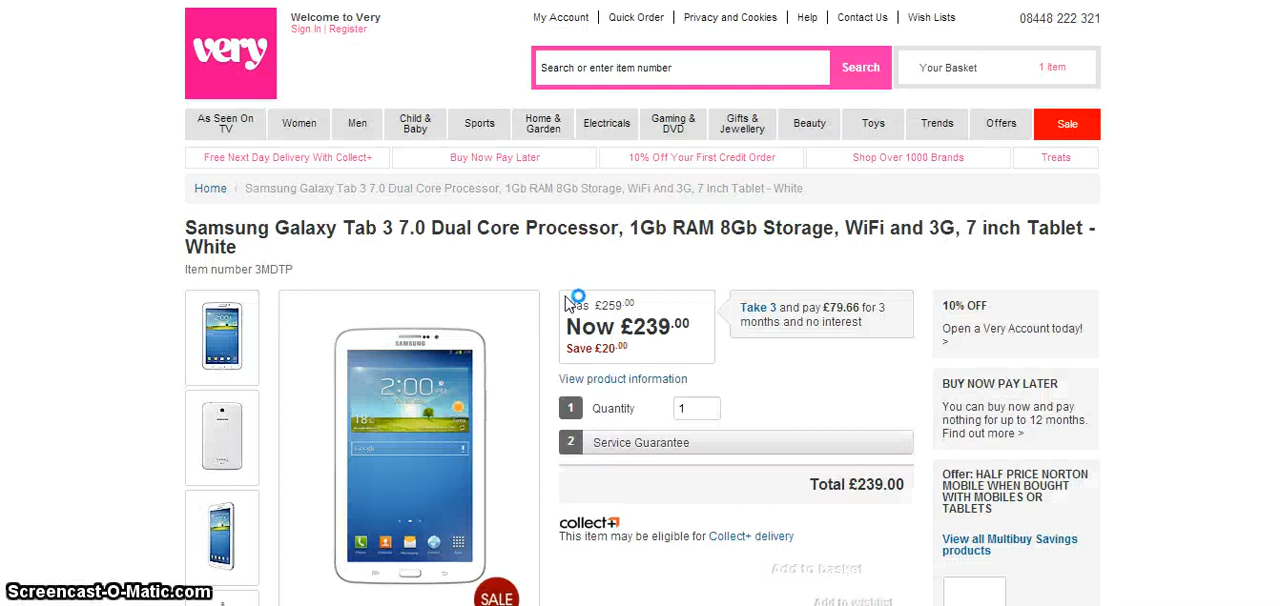 very
Welcome to Very
Sign In | Register
My Account | Quick Order | Privacy and Cookies | Help | Contact Us | Wish Lists
08448 222 321
Search or enter item number
Search
Your Basket
1 Item
As Seen On TV
Women
Men
Child & Baby
Sports
Home & Garden
Electricals
Gaming & DVD
Gifts & Jewellery
Beauty
Toys
Trends
Offers
Sale
Free Next Day Delivery With Collect+
Buy Now Pay Later
10% Off Your First Credit Order
Shop Over 1000 Brands
Treats
Home / Samsung Galaxy Tab 3 7.0 Dual Core Processor, 1Gb RAM 8Gb Storage, WiFi And 3G, 7 Inch Tablet - White
Samsung Galaxy Tab 3 7.0 Dual Core Processor, 1Gb RAM 8Gb Storage, WiFi and 3G, 7 inch Tablet -
White
Item number 3MDTP
SAMSUNG
2:00
18°
Google
SALE
£259.00
Now £239.00
Save £20.00
Take 3 and pay £79.66 for 3
months and no interest
View product information
1 Quantity 1
2 Service Guarantee
Total £239.00
collect+
This item may be eligible for Collect+ delivery
Add to basket
Add to wishlist
10% OFF
Open a Very Account today!
>
BUY NOW PAY LATER
You can buy now and pay
nothing for up to 12 months.
Find out more >
Offer: HALF PRICE NORTON
MOBILE WHEN BOUGHT
WITH MOBILES OR
TABLETS
View all Multibuy Savings
products
Screencast-O-Matic.com